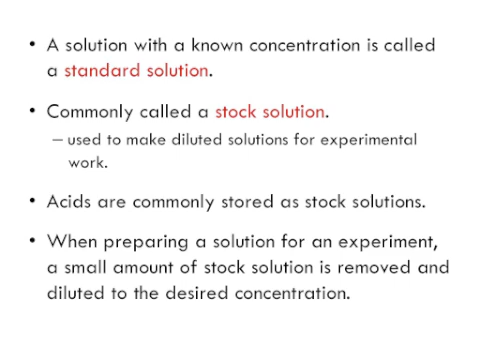 • A solution with a known concentration is called
a standard solution.
• Commonly called a stock solution.
– used to make diluted solutions for experimental
work.
• Acids are commonly stored as stock solutions.
• When preparing a solution for an experiment,
a small amount of stock solution is removed and
diluted to the desired concentration.